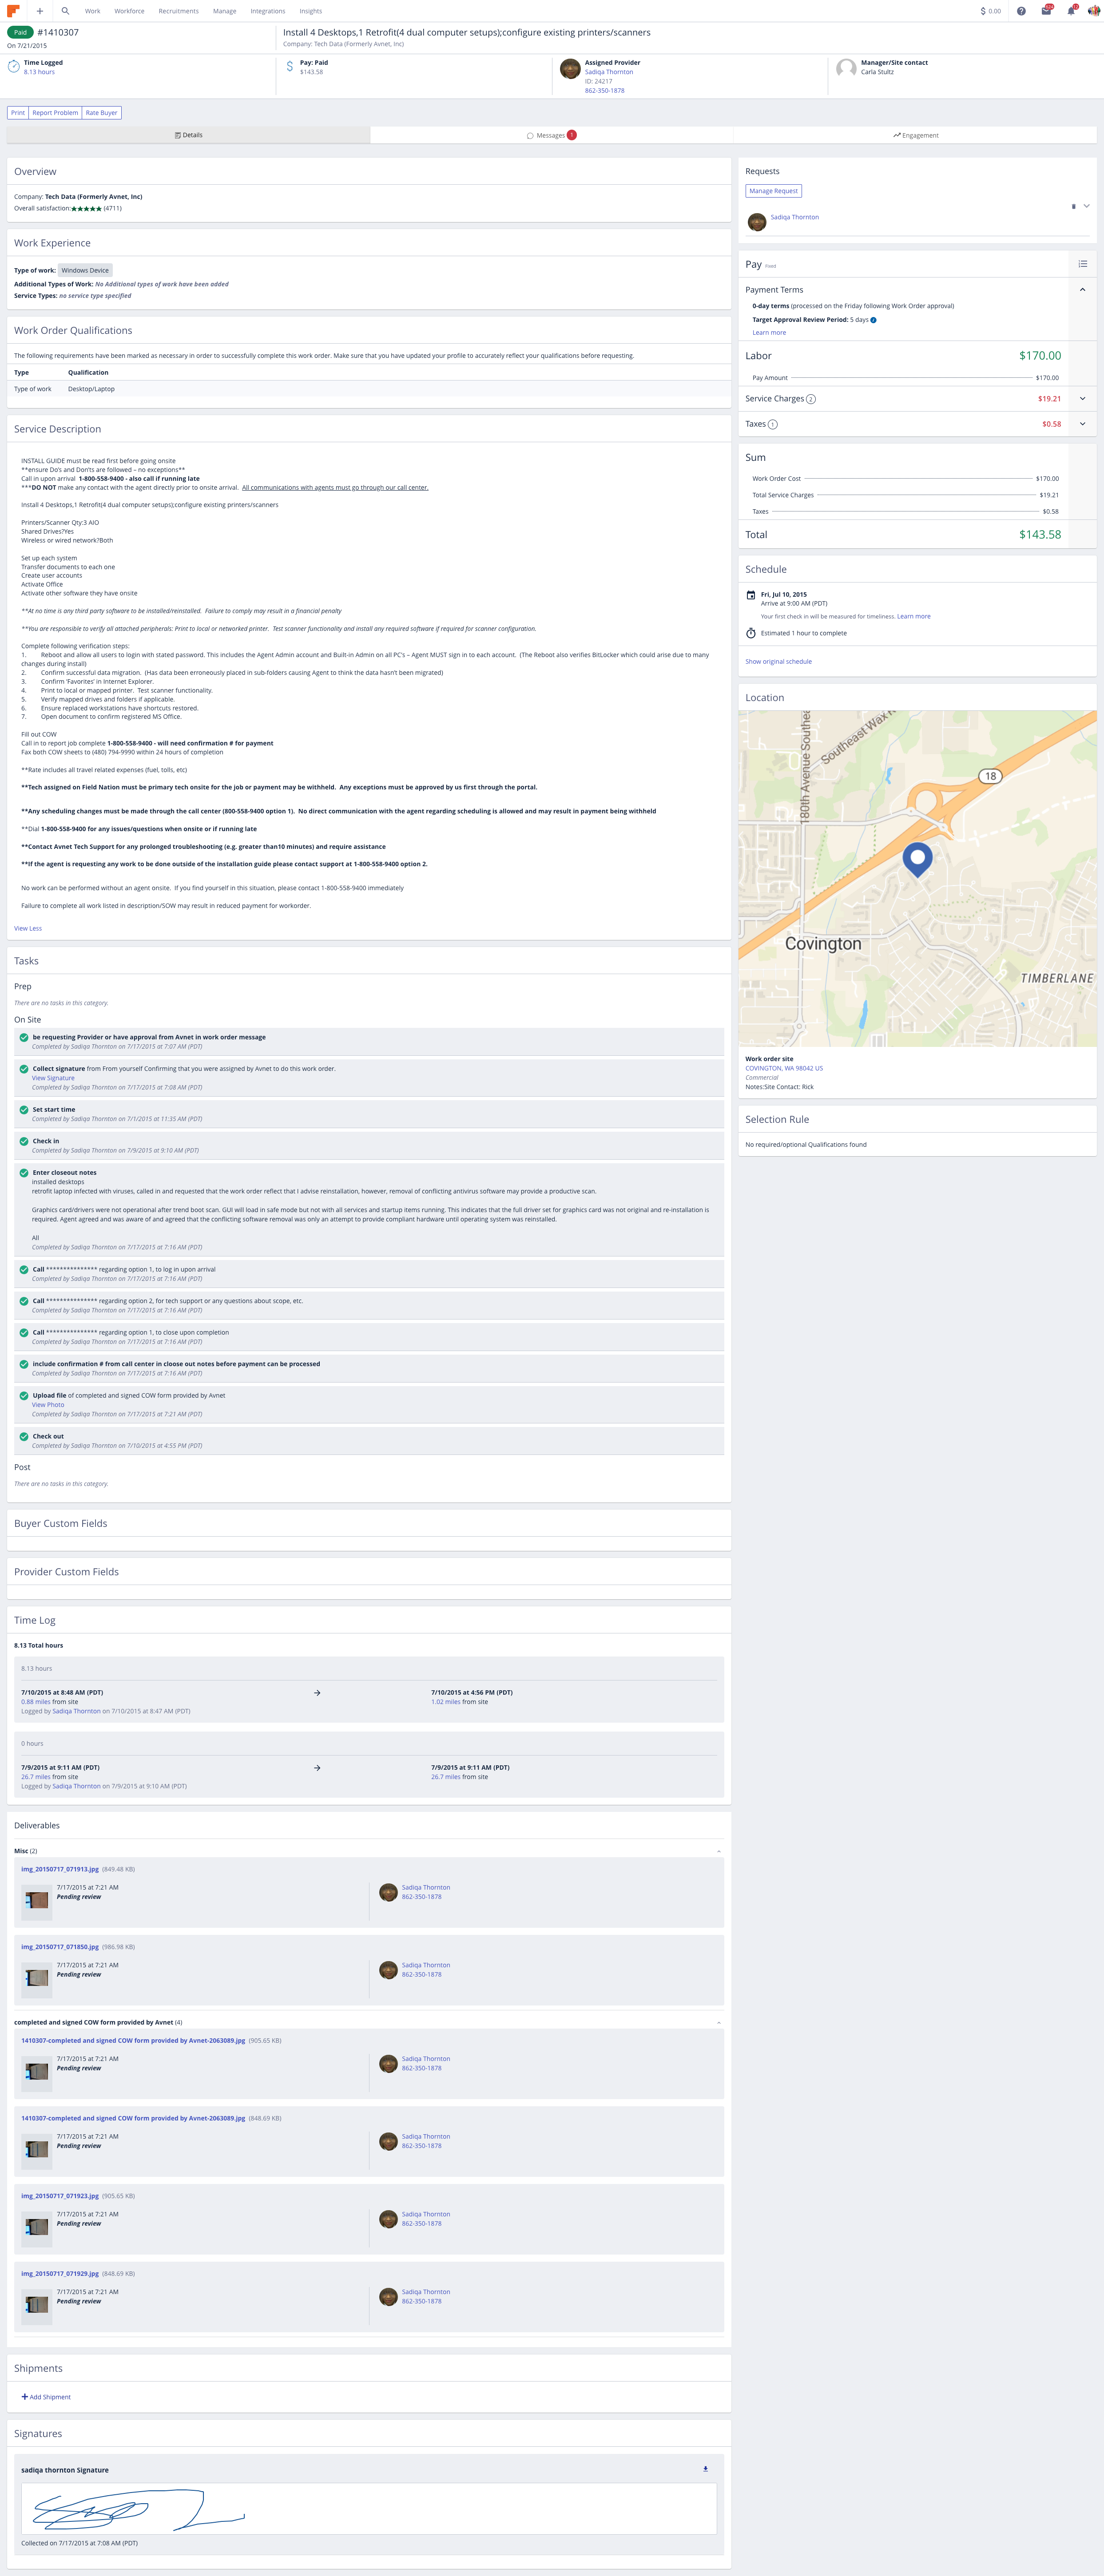 Work Workforce Recruitments Manage Integrations Insights
0.00
Paid #1410307
On 7/21/2015
Install 4 Desktops,1 Retrofit(4 dual computer setups);configure existing printers/scanners
Company: Tech Data (Formerly Avnet, Inc)
Time Logged
8.13 hours
Pay: Paid
$143.58
Assigned Provider
Sadiqa Thornton
ID: 24217
862-350-1878
Manager/Site contact
Carla Stultz
Print Report Problem Rate Buyer
Details Messages 1 Engagement
Overview
Company: Tech Data (Formerly Avnet, Inc)
Overall satisfaction:★★★★★ (4711)
Work Experience
Type of work: Windows Device
Additional Types of Work: No Additional types of work have been added
Service Types: no service type specified
Work Order Qualifications
The following requirements have been marked as necessary in order to successfully complete this work order. Make sure that you have updated your profile to accurately reflect your qualifications before requesting.
Type Qualification
Type of work Desktop/Laptop
Service Description
INSTALL GUIDE must be read first before going onsite
**ensure Do's and Don'ts are followed – no exceptions**
Call in upon arrival 1-800-558-9400 - also call if running late
***DO NOT make any contact with the agent directly prior to onsite arrival. All communications with agents must go through our call center.
Install 4 Desktops,1 Retrofit(4 dual computer setups);configure existing printers/scanners
Printers/Scanner Qty:3 AIO
Shared Drives?Yes
Wireless or wired network?Both
Set up each system
Transfer documents to each one
Create user accounts
Activate Office
Activate other software they have onsite
**At no time is any third party software to be installed/reinstalled. Failure to comply may result in a financial penalty
**You are responsible to verify all attached peripherals: Print to local or networked printer. Test scanner functionality and install any required software if required for scanner configuration.
Complete following verification steps:
1. Reboot and allow all users to login with stated password. This includes the Agent Admin account and Built-in Admin on all PC's – Agent MUST sign in to each account. (The Reboot also verifies BitLocker which could arise due to many
changes during install)
2. Confirm successful data migration. (Has data been erroneously placed in sub-folders causing Agent to think the data hasn't been migrated)
3. Confirm 'Favorites' in Internet Explorer.
4. Print to local or mapped printer. Test scanner functionality.
5. Verify mapped drives and folders if applicable.
6. Ensure replaced workstations have shortcuts restored.
7. Open document to confirm registered MS Office.
Fill out COW
Call in to report job complete 1-800-558-9400 - will need confirmation # for payment
Fax both COW sheets to (480) 794-9990 within 24 hours of completion
**Rate includes all travel related expenses (fuel, tolls, etc)
**Tech assigned on Field Nation must be primary tech onsite for the job or payment may be withheld. Any exceptions must be approved by us first through the portal.
**Any scheduling changes must be made through the call center (800-558-9400 option 1). No direct communication with the agent regarding scheduling is allowed and may result in payment being withheld
**Dial 1-800-558-9400 for any issues/questions when onsite or if running late
**Contact Avnet Tech Support for any prolonged troubleshooting (e.g. greater than10 minutes) and require assistance
**If the agent is requesting any work to be done outside of the installation guide please contact support at 1-800-558-9400 option 2.
No work can be performed without an agent onsite. If you find yourself in this situation, please contact 1-800-558-9400 immediately
Failure to complete all work listed in description/SOW may result in reduced payment for workorder.
View Less
Tasks
Prep
There are no tasks in this category.
On Site
be requesting Provider or have approval from Avnet in work order message
Completed by Sadiqa Thornton on 7/17/2015 at 7:07 AM (PDT)
Collect signature from From yourself Confirming that you were assigned by Avnet to do this work order.
View Signature
Completed by Sadiqa Thornton on 7/17/2015 at 7:08 AM (PDT)
Set start time
Completed by Sadiqa Thornton on 7/1/2015 at 11:35 AM (PDT)
Check in
Completed by Sadiqa Thornton on 7/9/2015 at 9:10 AM (PDT)
Enter closeout notes
installed desktops
retrofit laptop infected with viruses, called in and requested that the work order reflect that I advise reinstallation, however, removal of conflicting antivirus software may provide a productive scan.
Graphics card/drivers were not operational after trend boot scan. GUI will load in safe mode but not with all services and startup items running. This indicates that the full driver set for graphics card was not original and re-installation is
required. Agent agreed and was aware of and agreed that the conflicting software removal was only an attempt to provide compliant hardware until operating system was reinstalled.
All
Completed by Sadiqa Thornton on 7/17/2015 at 7:16 AM (PDT)
Call *************** regarding option 1, to log in upon arrival
Completed by Sadiqa Thornton on 7/17/2015 at 7:16 AM (PDT)
Call *************** regarding option 2, for tech support or any questions about scope, etc.
Completed by Sadiqa Thornton on 7/17/2015 at 7:16 AM (PDT)
Call *************** regarding option 1, to close upon completion
Completed by Sadiqa Thornton on 7/17/2015 at 7:16 AM (PDT)
include confirmation # from call center in cloose out notes before payment can be processed
Completed by Sadiqa Thornton on 7/17/2015 at 7:16 AM (PDT)
Upload file of completed and signed COW form provided by Avnet
View Photo
Completed by Sadiqa Thornton on 7/17/2015 at 7:21 AM (PDT)
Check out
Completed by Sadiqa Thornton on 7/10/2015 at 4:55 PM (PDT)
Post
There are no tasks in this category.
Buyer Custom Fields
Provider Custom Fields
Time Log
8.13 Total hours
8.13 hours
7/10/2015 at 8:48 AM (PDT) 7/10/2015 at 4:56 PM (PDT)
0.88 miles from site 1.02 miles from site
Logged by Sadiqa Thornton on 7/10/2015 at 8:47 AM (PDT)
0 hours
7/9/2015 at 9:11 AM (PDT) 7/9/2015 at 9:11 AM (PDT)
26.7 miles from site 26.7 miles from site
Logged by Sadiqa Thornton on 7/9/2015 at 9:10 AM (PDT)
Deliverables
Misc (2)
img_20150717_071913.jpg (849.48 KB)
7/17/2015 at 7:21 AM Sadiqa Thornton
Pending review 862-350-1878
img_20150717_071850.jpg (986.98 KB)
7/17/2015 at 7:21 AM Sadiqa Thornton
Pending review 862-350-1878
completed and signed COW form provided by Avnet (4)
1410307-completed and signed COW form provided by Avnet-2063089.jpg (905.65 KB)
7/17/2015 at 7:21 AM Sadiqa Thornton
Pending review 862-350-1878
1410307-completed and signed COW form provided by Avnet-2063089.jpg (848.69 KB)
7/17/2015 at 7:21 AM Sadiqa Thornton
Pending review 862-350-1878
img_20150717_071923.jpg (905.65 KB)
7/17/2015 at 7:21 AM Sadiqa Thornton
Pending review 862-350-1878
img_20150717_071929.jpg (848.69 KB)
7/17/2015 at 7:21 AM Sadiqa Thornton
Pending review 862-350-1878
Shipments
Add Shipment
Signatures
sadiqa thornton Signature
Collected on 7/17/2015 at 7:08 AM (PDT)
Requests
Manage Request
Sadiqa Thornton
Pay Fixed
Payment Terms
0-day terms (processed on the Friday following Work Order approval)
Target Approval Review Period: 5 days
Learn more
Labor $170.00
Pay Amount $170.00
Service Charges 2 $19.21
Taxes 1 $0.58
Sum
Work Order Cost $170.00
Total Service Charges $19.21
Taxes $0.58
Total $143.58
Schedule
Fri, Jul 10, 2015
Arrive at 9:00 AM (PDT)
Your first check in will be measured for timeliness. Learn more
Estimated 1 hour to complete
Show original schedule
Location
180th Avenue Southeast
Southeast Wax R
18
Covington
TIMBERLANE
Work order site
COVINGTON, WA 98042 US
Commercial
Notes:Site Contact: Rick
Selection Rule
No required/optional Qualifications found